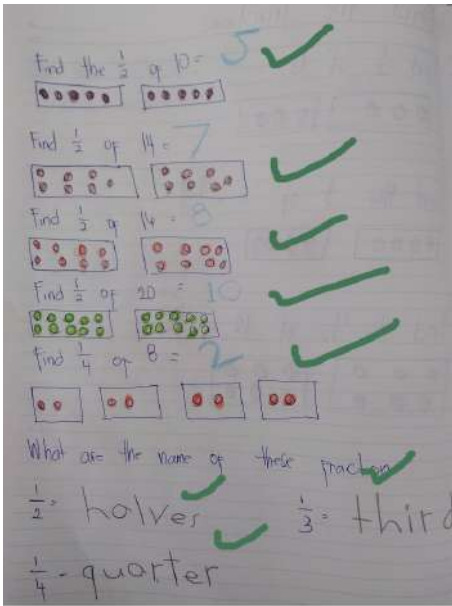 Find the 1/2 of 10 = 5
Find 1/2 of 14 = 7
Find 1/2 of 14 = 8
Find 1/2 of 20 = 10
Find 1/4 of 8 = 2
What are the name of these fraction
1/2 = halves 1/3 = third
1/4 - quarter